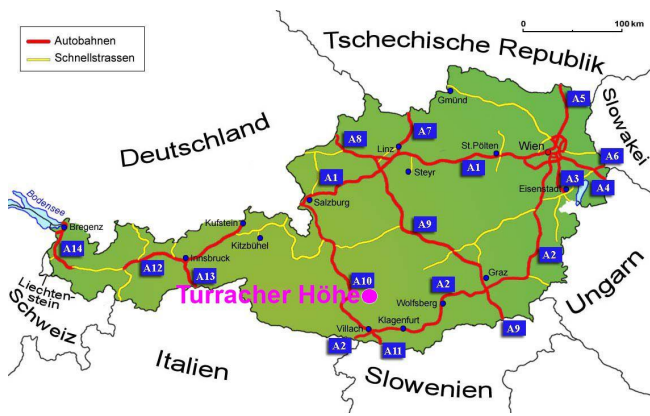 0 100 km
Autobahnen
Schnellstrassen
Tschechische Republik
Slowakei
Deutschland
Gmünd
A5
A7
A8
Linz
St.Pölten
Wien
A6
A1
Steyr
A1
A3
A4
Eisenstadt
Salzburg
Bodensee
Bregenz
Kufstein
Kitzbühel
A9
A14
A12
Innsbruck
A13
A10
A2
A2
Graz
Turracher Höhe
Liechten-
stein
Schweiz
Wolfsberg
Ungarn
Villach
Klagenfurt
A2
A11
A9
Italien
Slowenien